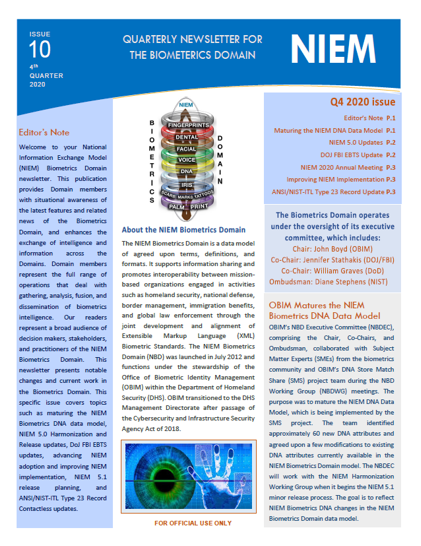 ISSUE
10
4th
QUARTER
2020
QUARTERLY NEWSLETTER FOR
THE BIOMETERICS DOMAIN
NIEM
Editor's Note
Welcome to your National
Information Exchange Model
(NIEM) Biometrics Domain
newsletter. This publication
provides Domain members
with situational awareness of
the latest features and related
news of the Biometrics
Domain, and enhances the
exchange of intelligence and
information across the
Domains. Domain members
represent the full range of
operations that deal with
gathering, analysis, fusion, and
dissemination of biometrics
intelligence. Our readers
represent a broad audience of
decision makers, stakeholders,
and practitioners of the NIEM
Biometrics Domain. This
newsletter presents notable
changes and current work in
the Biometrics Domain. This
specific issue covers topics
such as maturing the NIEM
Biometrics DNA data model,
NIEM 5.0 Harmonization and
Release updates, DoJ FBI EBTS
updates, advancing NIEM
adoption and improving NIEM
implementation, NIEM 5.1
release planning, and
ANSI/NIST-ITL Type 23 Record
Contactless updates.
NIEM
BIOMETRICS
DOMAIN
FINGERPRINTS
DENTAL
FACIAL
VOICE
DNA
IRIS
SCARS MARKS TATTOOS
PALM PRINT
About the NIEM Biometrics Domain
The NIEM Biometrics Domain is a data model
of agreed upon terms, definitions, and
formats. It supports information sharing and
promotes interoperability between mission-
based organizations engaged in activities
such as homeland security, national defense,
border management, immigration benefits,
and global law enforcement through the
joint development and alignment of
Extensible Markup Language (XML)
Biometric Standards. The NIEM Biometrics
Domain (NBD) was launched in July 2012 and
functions under the stewardship of the
Office of Biometric Identity Management
(OBIM) within the Department of Homeland
Security (DHS). OBIM transitioned to the DHS
Management Directorate after passage of
the Cybersecurity and Infrastructure Security
Agency Act of 2018.
Q4 2020 issue
Editor's Note P.1
Maturing the NIEM DNA Data Model P.1
NIEM 5.0 Updates P.2
DOJ FBI EBTS Update P.2
NIEM 2020 Annual Meeting P.3
Improving NIEM Implementation P.3
ANSI/NIST-ITL Type 23 Record Update P.3
The Biometrics Domain operates
under the oversight of its executive
committee, which includes:
Chair: John Boyd (OBIM)
Co-Chair: Jennifer Stathakis (DOJ/FBI)
Co-Chair: William Graves (DoD)
Ombudsman: Diane Stephens (NIST)
OBIM Matures the NIEM
Biometrics DNA Data Model
OBIM's NBD Executive Committee (NBDEC),
comprising the Chair, Co-Chairs, and
Ombudsman, collaborated with Subject
Matter Experts (SMEs) from the biometrics
community and OBIM's DNA Store Match
Share (SMS) project team during the NBD
Working Group (NBDWG) meetings. The
purpose was to mature the NIEM DNA Data
Model, which is being implemented by the
SMS project. The team identified
approximately 60 new DNA attributes and
agreed upon a few modifications to existing
DNA attributes currently available in the
NIEM Biometrics Domain model. The NBDEC
will work with the NIEM Harmonization
Working Group when it begins the NIEM 5.1
minor release process. The goal is to reflect
NIEM Biometrics DNA changes in the NIEM
Biometrics Domain data model.
FOR OFFICIAL USE ONLY